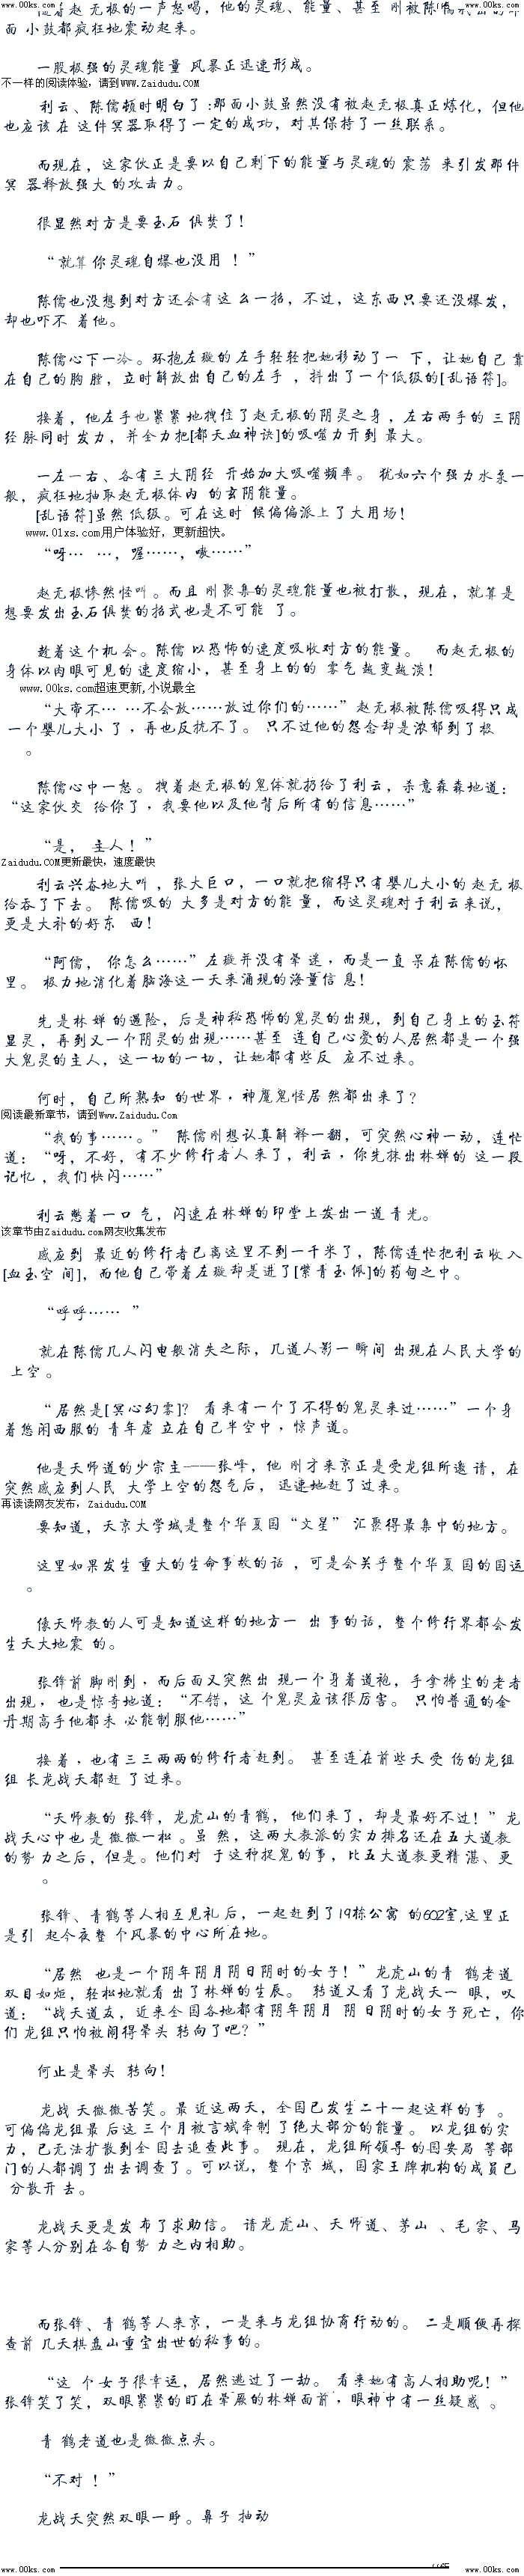 www.00ks.com www.00ks.com
赵 无极的一声怒喝，他的灵魂、能量、甚至 刚被陈
面 小鼓都疯狂地震动起来。
一股极强的灵魂能量 风暴正迅速形成。
不一样的阅读体验，请到www.Zaidudu.COM
利云、陈儒顿时明白了:那面小鼓虽然没有被赵无极真正炼化，但他
也应该在 这件冥器取得了一定的成功，对其保持了一丝联系。
而现在，这家伙正是要以自己剩下的能量与灵魂的 震荡 来引发那件
冥 器释放强大 的攻击力。
很显然对方是要玉石 俱焚了！
“就算你灵魂自爆也没用 ！”
陈儒也没想到对方还会有这 么一招，不过，这东西只要还没爆发，
却也吓不 着他。
陈儒心下一冷。环抱左璇的 左手轻轻把她移动了一 下，让她自己 靠
在自己的胸 膛，立时解放出自己的左手 ，抖出了一个低级的[ 乱语符]。
接着，他左手也紧紧 地拽住了赵无极的阴灵之身 ，左右两手的 三阴
经 脉同时 发力，并全力把[都天血神诀]的吸噬力开到 最大。
一左一右、各有三大阴经 开始加大吸噬频率。 犹如六个强力水泵一
般，疯狂地抽取赵无极体内 的玄阴能量。
[乱语符]虽然 低级。可在这时 候偏偏派上了大用场！
www.01xs.com用户体验好，更新超快。
“呀… …，喔……，嗷……”
赵无极惨然怪叫。而且 刚聚集的灵魂能量也被打散，现在，就算是
想要发出玉石俱焚的招式也是不可能 了。
趁着这个机 会。陈儒 以恐怖的速度吸收对方的能量。 而赵无极的
身体以肉眼可见的 速度缩小，甚至身上的的 雾气 越变越淡！
www.00ks.com超速更新,小说最全
“大帝不… …不会放……放过你们的……”赵无极被陈儒吸得只成
一个婴儿大小 了 ，再也反抗不了。 只不过他的怨念却是浓郁到了极
。
陈儒心中一怒。 拽着赵无极的鬼体就扔给了利云，杀意森森地道：
“这家伙交 给你了 ，我要他以及他背后所有的信息……”
“是， 主人！”
Zaidudu.COM更新最快，速度最快
利云兴奋地大叫 ，张大巨口，一口就把缩得只有婴儿大小的 赵无 极
给吞了下去。 陈儒吸的 大多是对方的能 量，而这灵魂对于利云来说，
更是大补的好东 西！
“阿儒， 你怎么……”左璇并没有晕 迷 ，而是一直 呆在陈儒的怀
里。 极力地消化着脑海这一天来涌现的海量信 息！
先 是林 婵 的遇险，后是神秘恐怖的鬼灵的出现，到自己身上的玉符
显灵 ，再到又一个阴灵的出现……甚至 连自己心爱的人居然都是一个强
大鬼灵的主人，这一切的一切，让她都有些反 应不过来。
何时，自己所熟知 的世界 ，神魔鬼怪居 然都出来了？
阅读最新章节，请到Www.Zaidudu.Com
“我的事……。” 陈儒刚想认真解 释一翻，可突然心神一动，连忙
道：“呀，不好，有不少修行者人 来了，利云 ，你先抹出林婵的 这一段
记忆 ，我们快闪……”
利云憋着一口 气，闪速在林婵的印堂上发出一道 青光。
该章节由Zaidudu.com网友收集发布
感应到 最近的修行者已离这里不到一千米了，陈儒连忙把利云收入
[血玉空 间]，而他自己带着左璇却是进了[紫青玉佩]的药甸之中。
“呼呼…… ”
就在陈儒几人闪电般消失之际，几道人影一 瞬间 出现在人民大学的
上空 。
“居然是[冥心幻雾]？ 看来有一个了不得的鬼灵来过……”一个身
着悠闲西服的 青年虚 立在自己半空中 ，惊声道。
他是天师道的少宗主——张峰，他 刚才来京正是受龙组所邀 请，在
突然感应到人民 大学上空的怨气后， 迅速地赶了过来。
再读读网友发布，Zaidudu.COM
要知道，天京大学城是整个华夏国“文星” 汇聚得最集中的地方。
这里如果发生 重大的生命事故的话 ，可是会关乎整个华夏国的国运
。
像天师教的人可是知道这样的地方一 出 事的话，整个修行界都会发
生天大地震 的。
张锋前 脚刚到 ，而后面又突然出 现一个身着道袍，手拿拂尘的老者
出现，也是惊奇地道：“不错，这 个鬼灵应该很厉害。 只怕普通的金
丹期高手他都未 必能制服他……”
接着 ，也有三三两两的修行者赶到。 甚至连在前些天 受 伤的龙组
组 长龙战天都赶 了过来。
“天师教的 张锋，龙虎山的青鹤， 他们来了，却是最好不过！”龙
战天心中也 是 微微一松 。虽 然，这两大教派的实力排名还在五大道教
的势 力之后，但是。他们对 于这种捉鬼 的事，比五大道教更精 湛、更
。
张锋、青鹤等人相互见礼 后，一起赶到了19栋公寓 的602室,这里正
是引 起今夜整 个风暴的中心所在地。
“居然 也是一个阴年阴月阴日阴时的女子！”龙虎山的青 鹤老道
双目如炬，轻松地就看 出了林婵的生辰。 转道又看了龙战天一 眼，叹
道：“战天道友，近来全国各地都有阴年阴月 阴 日阴时的女子死亡，你
们 龙组只怕被闹得晕头 转向了吧？”
何止是晕头 转向！
龙战 天微微苦笑。最 近这两天，全国已发生二十一起这样的事 。
可偏偏龙组最 后这 三个月被言城牵制 了绝大部分的能量。 以龙组的实
力，已无法扩散到全 国去追查此事。 现在，龙组所领导 的国安局 等部
门的人都调了出去调查了。可以说，整个京 城，国家王牌机构的成员已
分散开 去。
龙战天更是发 布了求助信。 请龙虎山、天师道、茅山 、毛家、马
家等人分别在各自势 力之内相助。
而张锋、青 鹤等人来京，一是来与龙组协商行动的。 二是顺便再探
查前 几天棋盘山重宝出世的秘事的。
“这 个女子很幸运，居然逃过了一劫。 看来她有高人相助呢！”
张锋笑了笑，双眼紧紧的盯在晕厥的林婵面前 ，眼神中有一丝疑惑 。
青 鹤老道也是微微点头。
“不对 ！”
龙战天突然双眼一睁。鼻子 抽动
www.00ks.com www.00ks.com